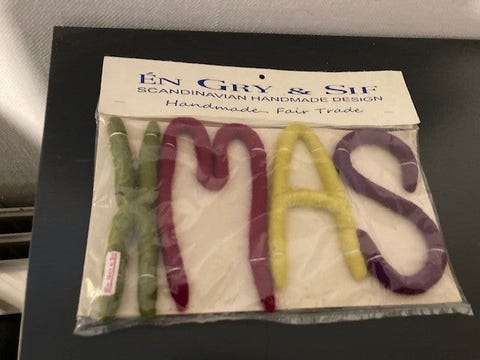 ÉN GRY & SIF
SCANDINAVIAN HANDMADE DESIGN
Handmade, Fair Trade
XMAS